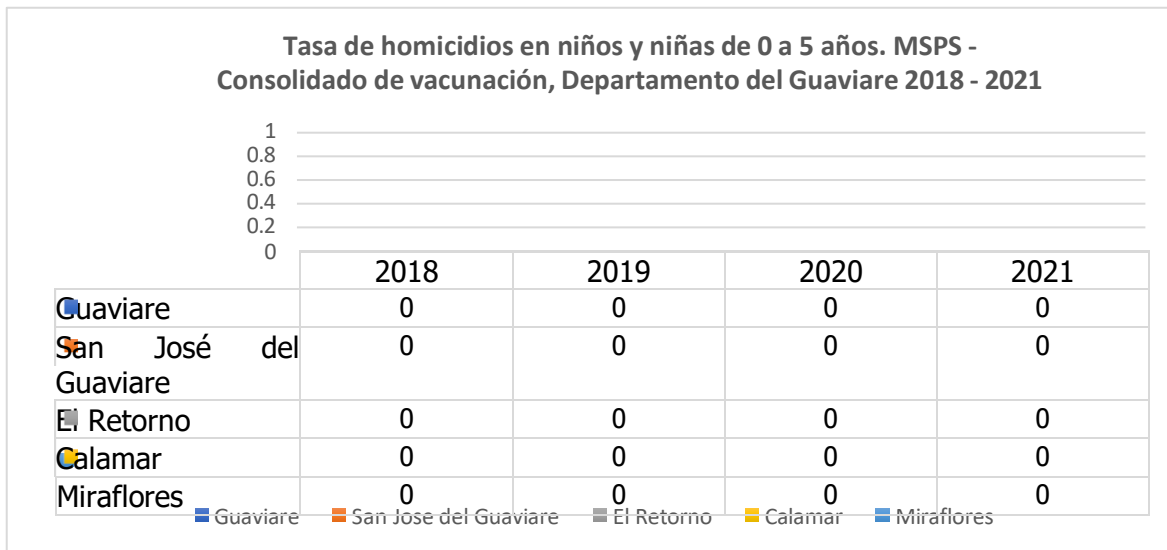 Tasa de homicidios en niños y niñas de 0 a 5 años. MSPS -
Consolidado de vacunación, Departamento del Guaviare 2018 - 2021
1
0.8
0.6
0.4
0.2
0
2018 2019 2020 2021
Guaviare 0 0 0 0
San José del 0 0 0 0
Guaviare
El Retorno 0 0 0 0
Calamar 0 0 0 0
Miraflores 0 0 0 0
Guaviare San Jose del Guaviare El Retorno Calamar Miraflores